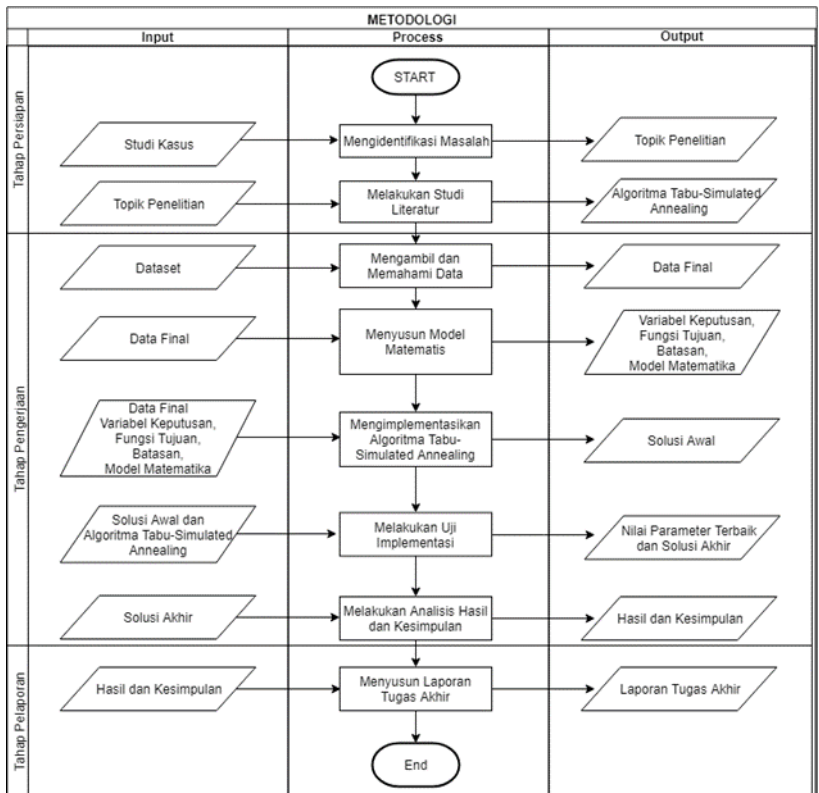 METODOLOGI
Input
Process
Output
Tahap Persiapan
START
Studi Kasus
Mengidentifikasi Masalah
Topik Penelitian
Topik Penelitian
Melakukan Studi
Literatur
Algoritma Tabu-Simulated
Annealing
Tahap Pengerjaan
Dataset
Mengambil dan
Memahami Data
Data Final
Data Final
Menyusun Model
Matematis
Variabel Keputusan,
Fungsi Tujuan,
Batasan,
Model Matematika
Data Final
Variabel Keputusan,
Fungsi Tujuan,
Batasan,
Model Matematika
Mengimplementasikan
Algoritma Tabu-
Simulated Annealing
Solusi Awal
Solusi Awal dan
Algoritma Tabu-Simulated
Annealing
Melakukan Uji
Implementasi
Nilai Parameter Terbaik
dan Solusi Akhir
Solusi Akhir
Melakukan Analisis Hasil
dan Kesimpulan
Hasil dan Kesimpulan
Tahap Pelaporan
Hasil dan Kesimpulan
Menyusun Laporan
Tugas Akhir
Laporan Tugas Akhir
End